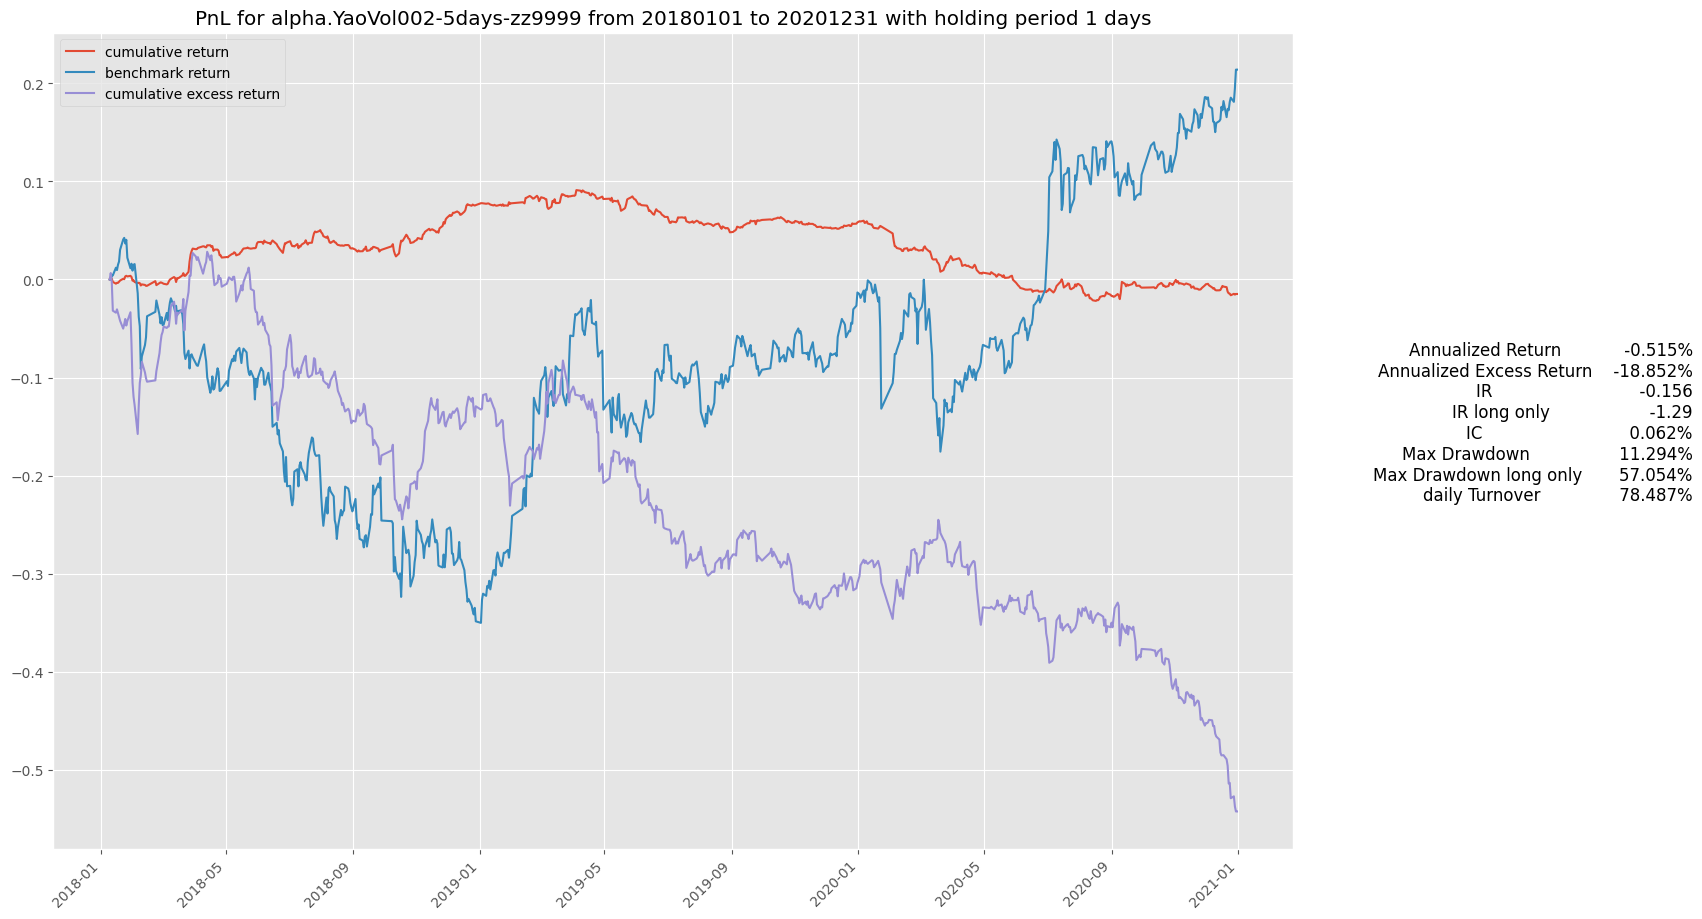 PnL for alpha.YaoVol002-5days-zz9999 from 20180101 to 20201231 with holding period 1 days
cumulative return
benchmark return
cumulative excess return
0.2
0.1
0.0
−0.1
−0.2
−0.3
−0.4
−0.5
2018-01
2018-05
2018-09
2019-01
2019-05
2019-09
2020-01
2020-05
2020-09
2021-01
Annualized Return -0.515%
Annualized Excess Return -18.852%
IR -0.156
IR long only -1.29
IC 0.062%
Max Drawdown 11.294%
Max Drawdown long only 57.054%
daily Turnover 78.487%